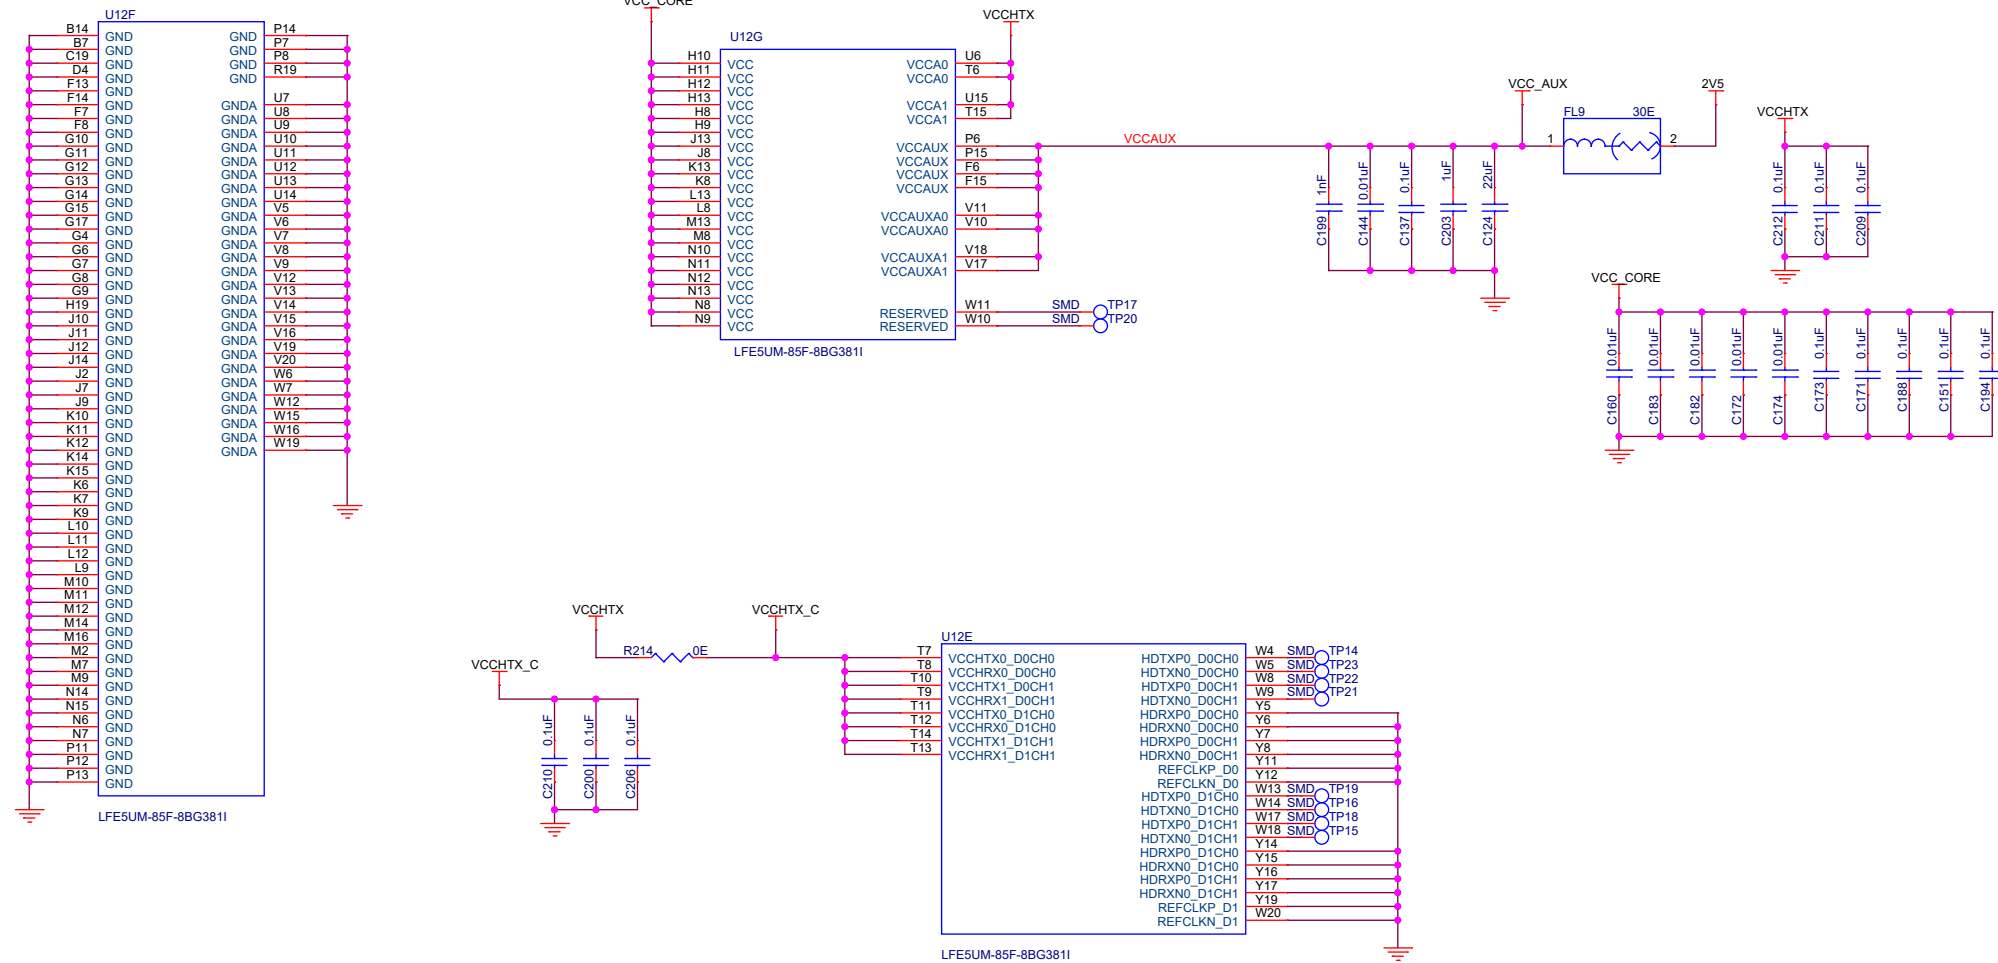 U12F
B14 GND GND P14
B7 GND GND P7
C19 GND GND P8
D4 GND GND R19
F13 GND
F14 GND GNDA U7
F7 GND GNDA U8
F8 GND GNDA U9
G10 GND GNDA U10
G11 GND GNDA U11
G12 GND GNDA U12
G13 GND GNDA U13
G14 GND GNDA U14
G15 GND GNDA V5
G17 GND GNDA V6
G4 GND GNDA V7
G6 GND GNDA V8
G7 GND GNDA V9
G8 GND GNDA V12
G9 GND GNDA V13
H19 GND GNDA V14
J10 GND GNDA V15
J11 GND GNDA V16
J12 GND GNDA V19
J14 GND GNDA V20
J2 GND GNDA W6
J7 GND GNDA W7
J9 GND GNDA W12
K10 GND GNDA W15
K11 GND GNDA W16
K12 GND GNDA W19
K14 GND
K15 GND
K6 GND
K7 GND
K9 GND
L10 GND
L11 GND
L12 GND
L9 GND
M10 GND
M11 GND
M12 GND
M14 GND
M16 GND
M2 GND
M7 GND
M9 GND
N14 GND
N15 GND
N6 GND
N7 GND
P11 GND
P12 GND
P13 GND
LFE5UM-85F-8BG381I
VCC_CORE
VCCHTX
U12G
H10 VCC VCCA0 U6
H11 VCC VCCA0 T6
H12 VCC
H13 VCC VCCA1 U15
H8 VCC VCCA1 T15
H9 VCC
J13 VCC VCCAUX P6
J8 VCC VCCAUX P15
K13 VCC VCCAUX F6
K8 VCC VCCAUX F15
L13 VCC
L8 VCC VCCAUXA0 V11
M13 VCC VCCAUXA0 V10
M8 VCC
N10 VCC VCCAUXA1 V18
N11 VCC VCCAUXA1 V17
N12 VCC
N13 VCC
N8 VCC RESERVED W11 SMD TP17
N9 VCC RESERVED W10 SMD TP20
LFE5UM-85F-8BG381I
VCCAUX
VCC_AUX
FL9 30E
1 2
2V5
1nF 0.01uF 0.1uF 1uF 22uF
C199 C144 C137 C203 C124
VCCHTX
0.1uF 0.1uF 0.1uF
C212 C211 C209
VCC_CORE
0.01uF 0.01uF 0.01uF 0.01uF 0.01uF 0.1uF 0.1uF 0.1uF 0.1uF 0.1uF
C160 C183 C182 C172 C174 C173 C171 C188 C151 C194
VCCHTX
VCCHTX_C
R214 0E
VCCHTX_C
0.1uF 0.1uF 0.1uF
C210 C200 C206
U12E
T7 VCCHTX0_D0CH0 HDTXP0_D0CH0 W4 SMD TP14
T8 VCCHRX0_D0CH0 HDTXN0_D0CH0 W5 SMD TP23
T10 VCCHTX1_D0CH1 HDTXP0_D0CH1 W8 SMD TP22
T9 VCCHRX1_D0CH1 HDTXN0_D0CH1 W9 SMD TP21
T11 VCCHTX0_D1CH0 HDRXP0_D0CH0 Y5
T12 VCCHRX0_D1CH0 HDRXN0_D0CH0 Y6
T14 VCCHTX1_D1CH1 HDRXP0_D0CH1 Y7
T13 VCCHRX1_D1CH1 HDRXN0_D0CH1 Y8
REFCLKP_D0 Y11
REFCLKN_D0 Y12
HDTXP0_D1CH0 W13 SMD TP19
HDTXN0_D1CH0 W14 SMD TP16
HDTXP0_D1CH1 W17 SMD TP18
HDTXN0_D1CH1 W18 SMD TP15
HDRXP0_D1CH0 Y14
HDRXN0_D1CH0 Y15
HDRXP0_D1CH1 Y16
HDRXN0_D1CH1 Y17
REFCLKP_D1 Y19
REFCLKN_D1 W20
LFE5UM-85F-8BG381I